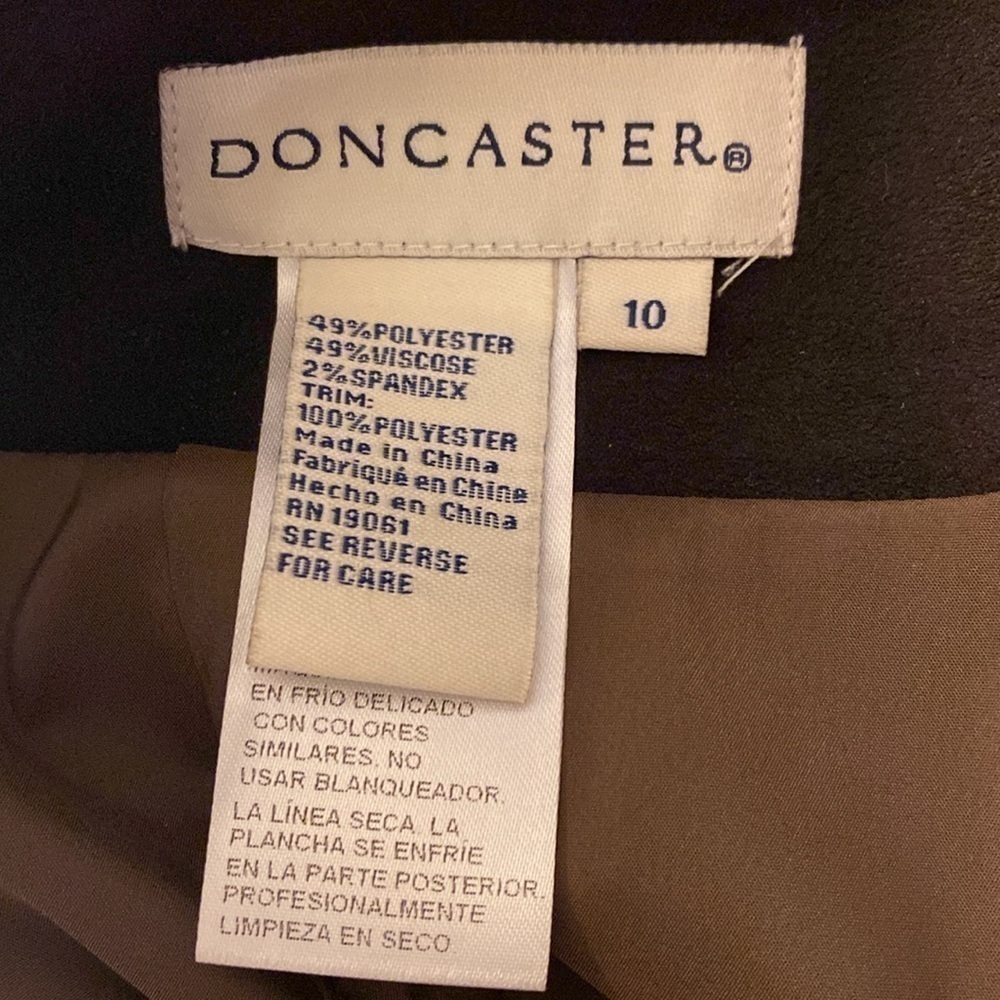 DONCASTER®
10
49%POLYESTER
49%VISCOSE
2%SPANDEX
TRIM:
100%POLYESTER
Made in China
Fabriqué en Chine
Hecho en China
RN 19061
SEE REVERSE
FOR CARE
EN FRÍO DELICADO
CON COLORES
SIMILARES. NO
USAR BLANQUEADOR.
LA LÍNEA SECA. LA
PLANCHA SE ENFRÍE
EN LA PARTE POSTERIOR.
PROFESIONALMENTE
LIMPIEZA EN SECO.